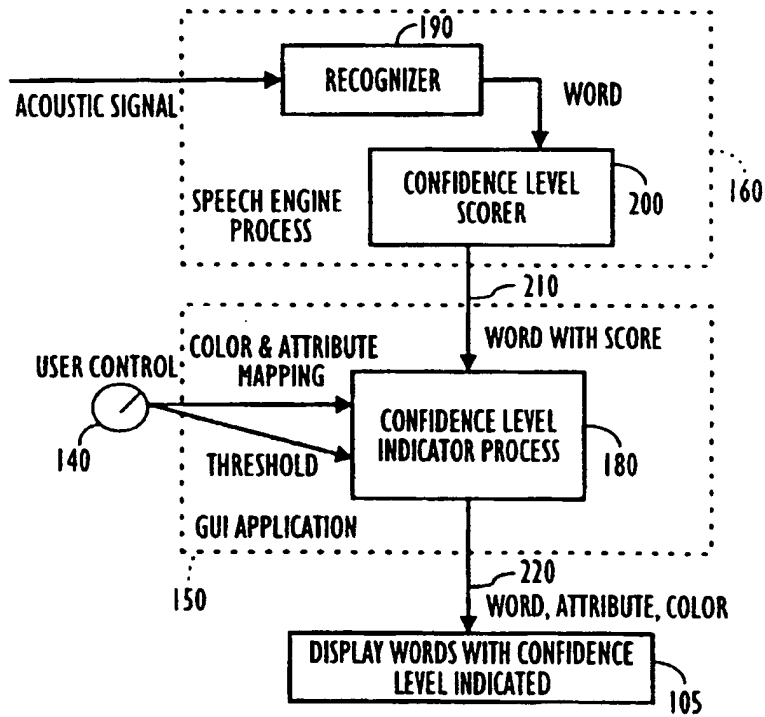 190
RECOGNIZER
ACOUSTIC SIGNAL
WORD
CONFIDENCE LEVEL
SCORER
200
160
SPEECH ENGINE
PROCESS
210
WORD WITH SCORE
USER CONTROL
COLOR & ATTRIBUTE
MAPPING
140
THRESHOLD
CONFIDENCE LEVEL
INDICATOR PROCESS
180
GUI APPLICATION
150
220
WORD, ATTRIBUTE, COLOR
DISPLAY WORDS WITH CONFIDENCE
LEVEL INDICATED
105